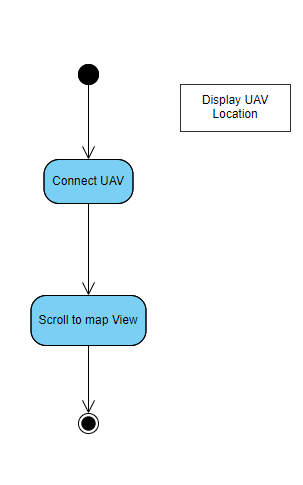 Display UAV
Location
Connect UAV
Scroll to map View